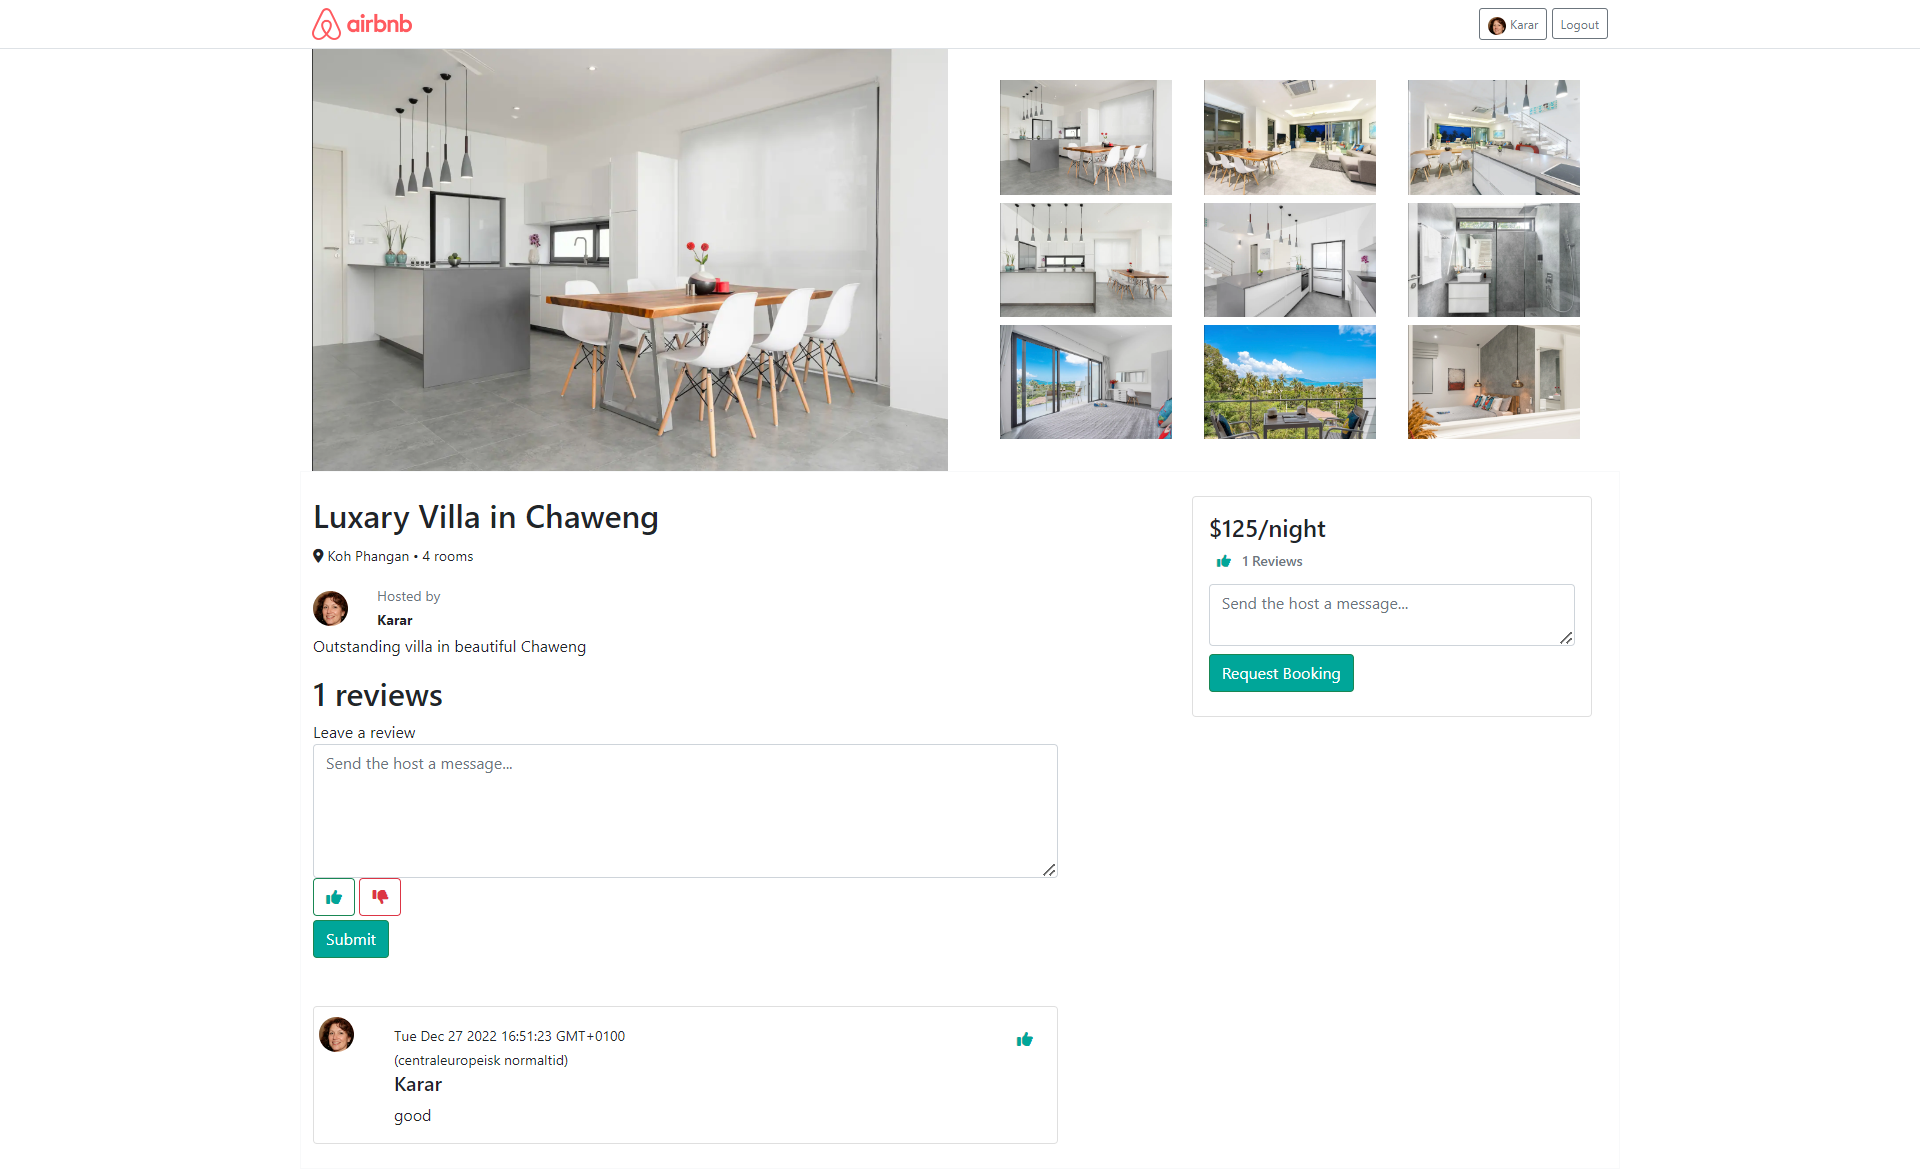 airbnb
Karar
Logout
Luxary Villa in Chaweng
Koh Phangan • 4 rooms
Hosted by
Karar
Outstanding villa in beautiful Chaweng
1 reviews
Leave a review
Send the host a message...
Submit
Tue Dec 27 2022 16:51:23 GMT+0100
(centraleuropeisk normaltid)
Karar
good
$125/night
1 Reviews
Send the host a message...
Request Booking